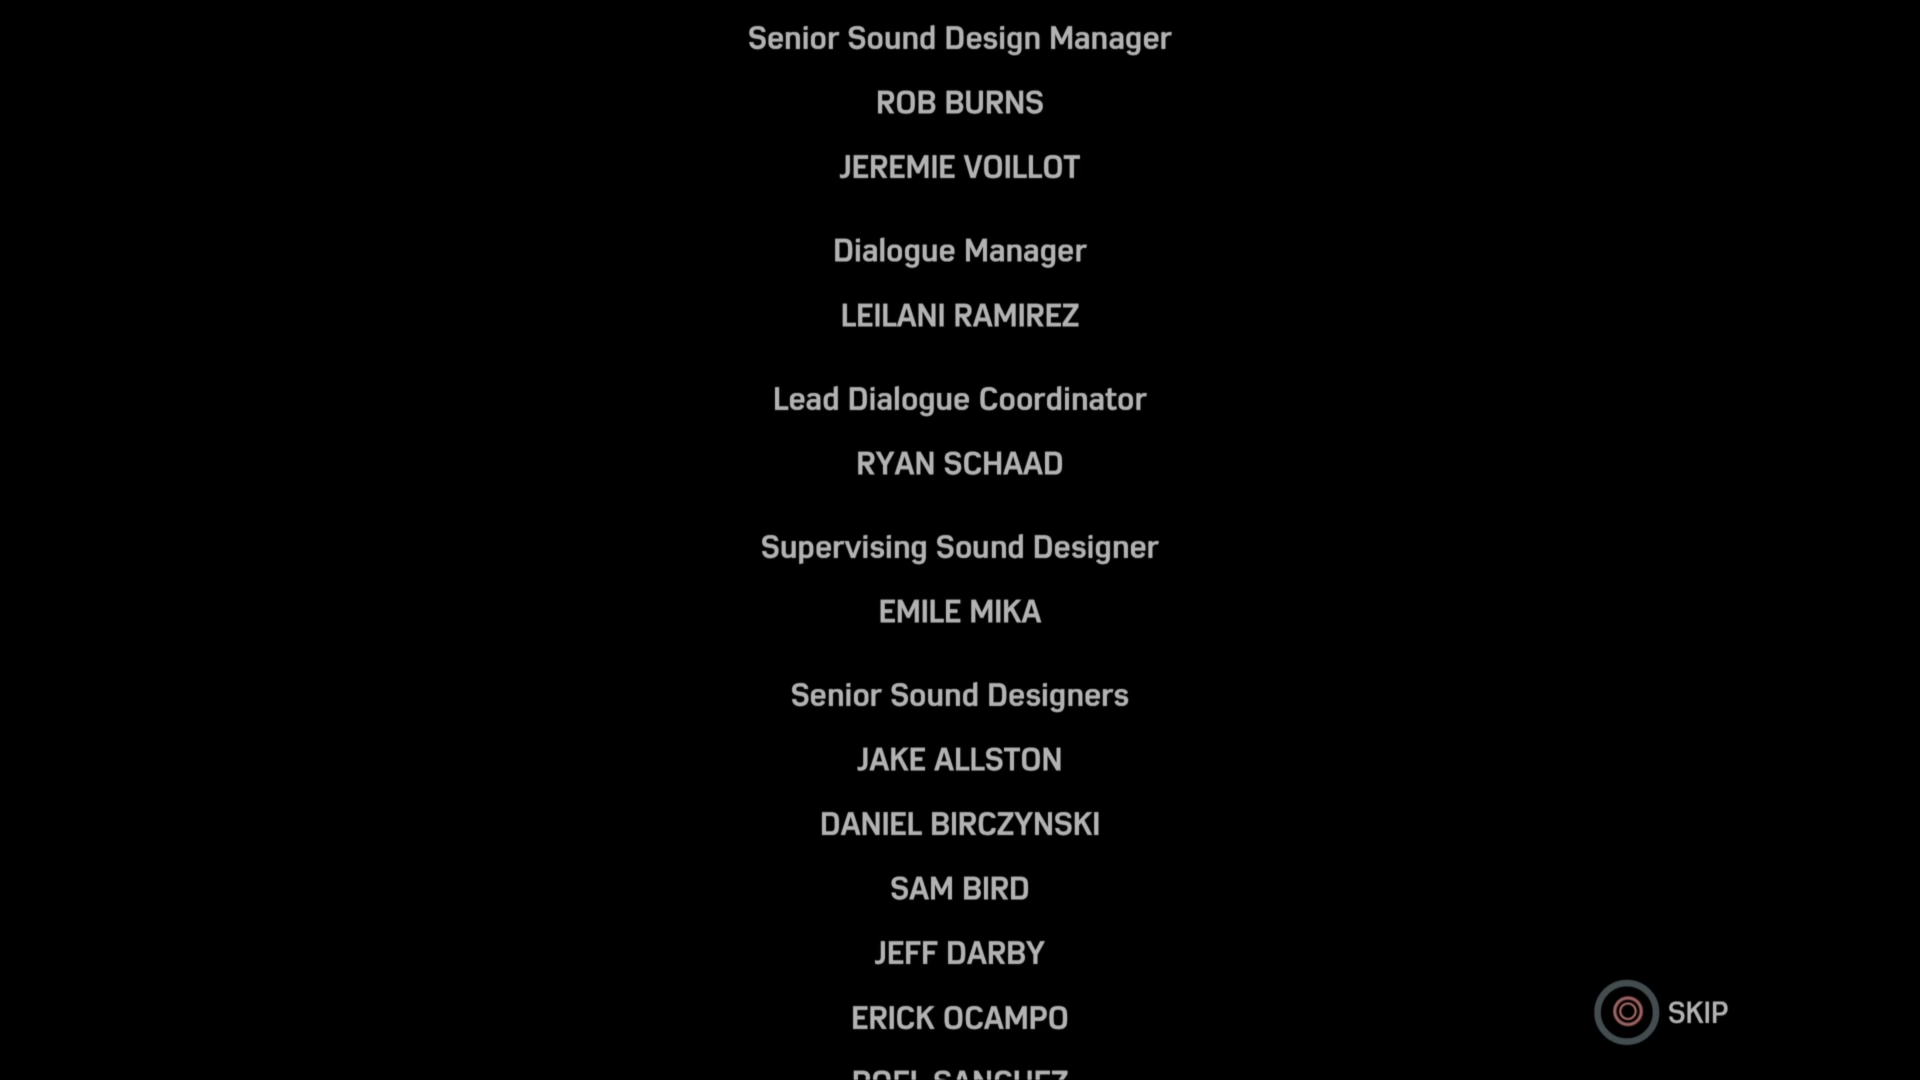 Senior Sound Design Manager
ROB BURNS
JEREMIE VOILLOT
Dialogue Manager
LEILANI RAMIREZ
Lead Dialogue Coordinator
RYAN SCHAAD
Supervising Sound Designer
EMILE MIKA
Senior Sound Designers
JAKE ALLSTON
DANIEL BIRCZYNSKI
SAM BIRD
JEFF DARBY
ERICK OCAMPO
SKIP
SANCHEZ